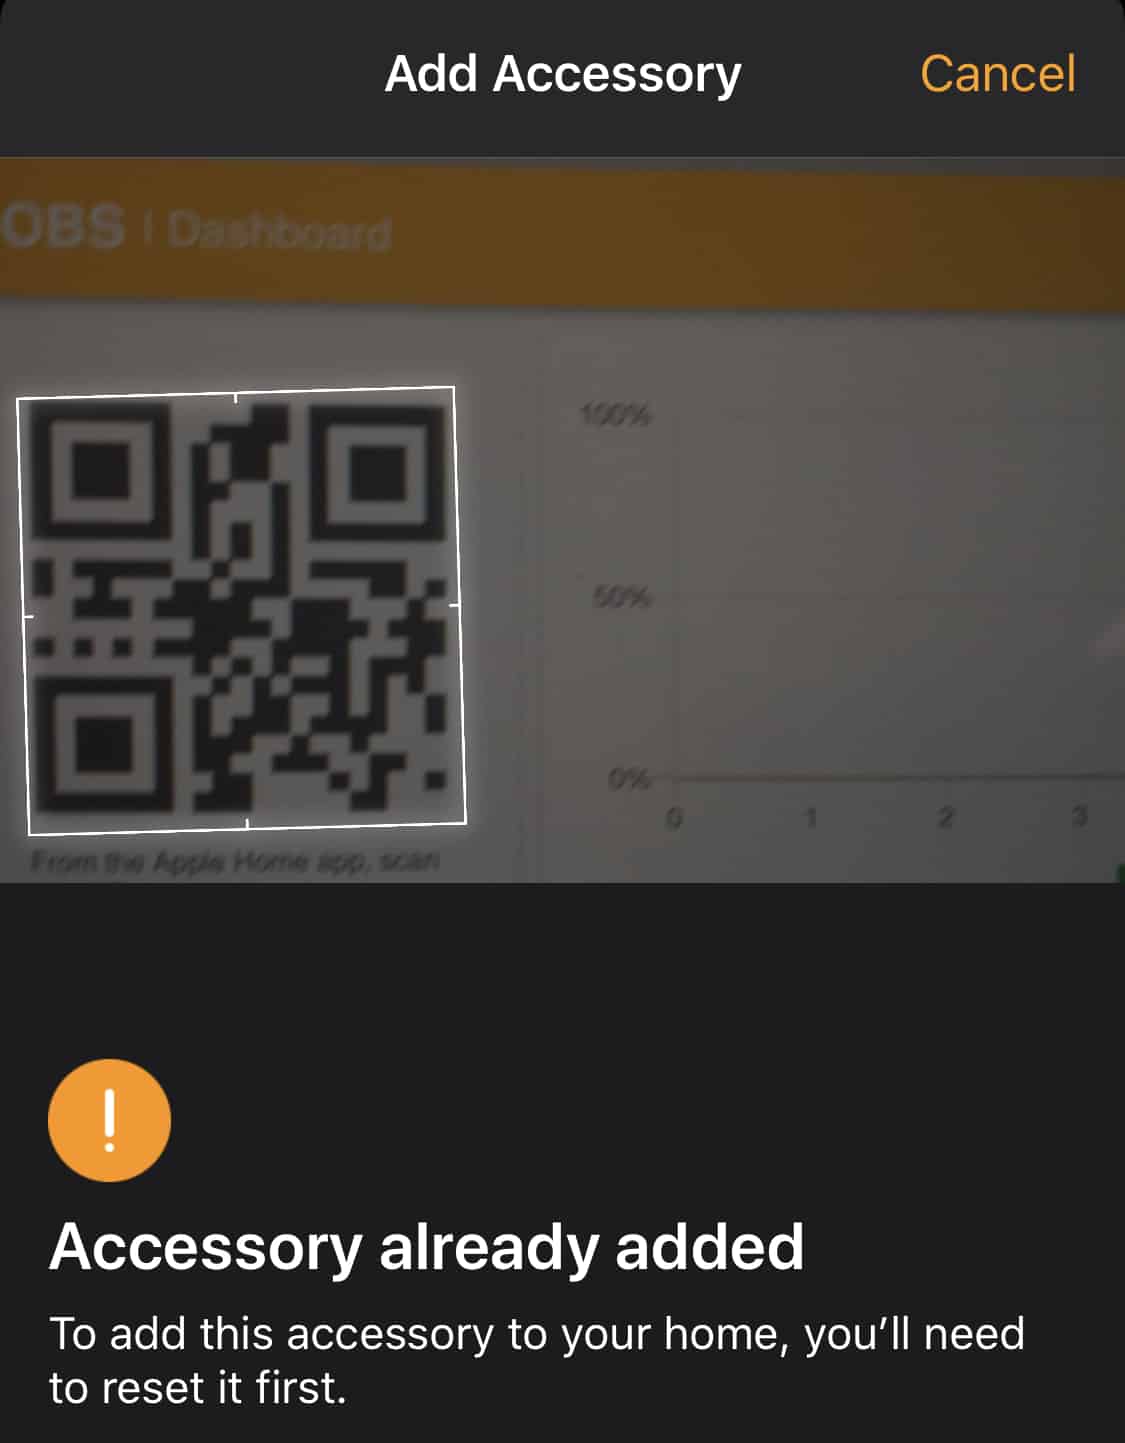 Add Accessory
Cancel
OBS | Dashboard
100%
50%
0%
0 1 2 3
From the Apple Home app, scan
!
Accessory already added
To add this accessory to your home, you’ll need
to reset it first.